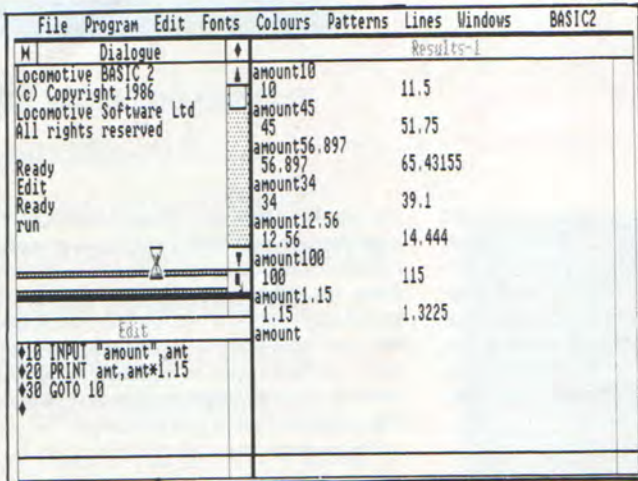 File Program Edit Fonts Colours Patterns Lines Windows BASIC2
Dialogue
Locomotive BASIC 2
(c) Copyright 1986
Locomotive Software Ltd
All rights reserved
Ready
Edit
Ready
run
Edit
10 INPUT "amount",amt
20 PRINT amt,amt*1.15
30 GOTO 10
Results-1
amount10
10 11.5
amount45
45 51.75
amount56.897
56.897 65.43155
amount34
34 39.1
amount12.56
12.56 14.444
amount100
100 115
amount1.15
1.15 1.3225
amount